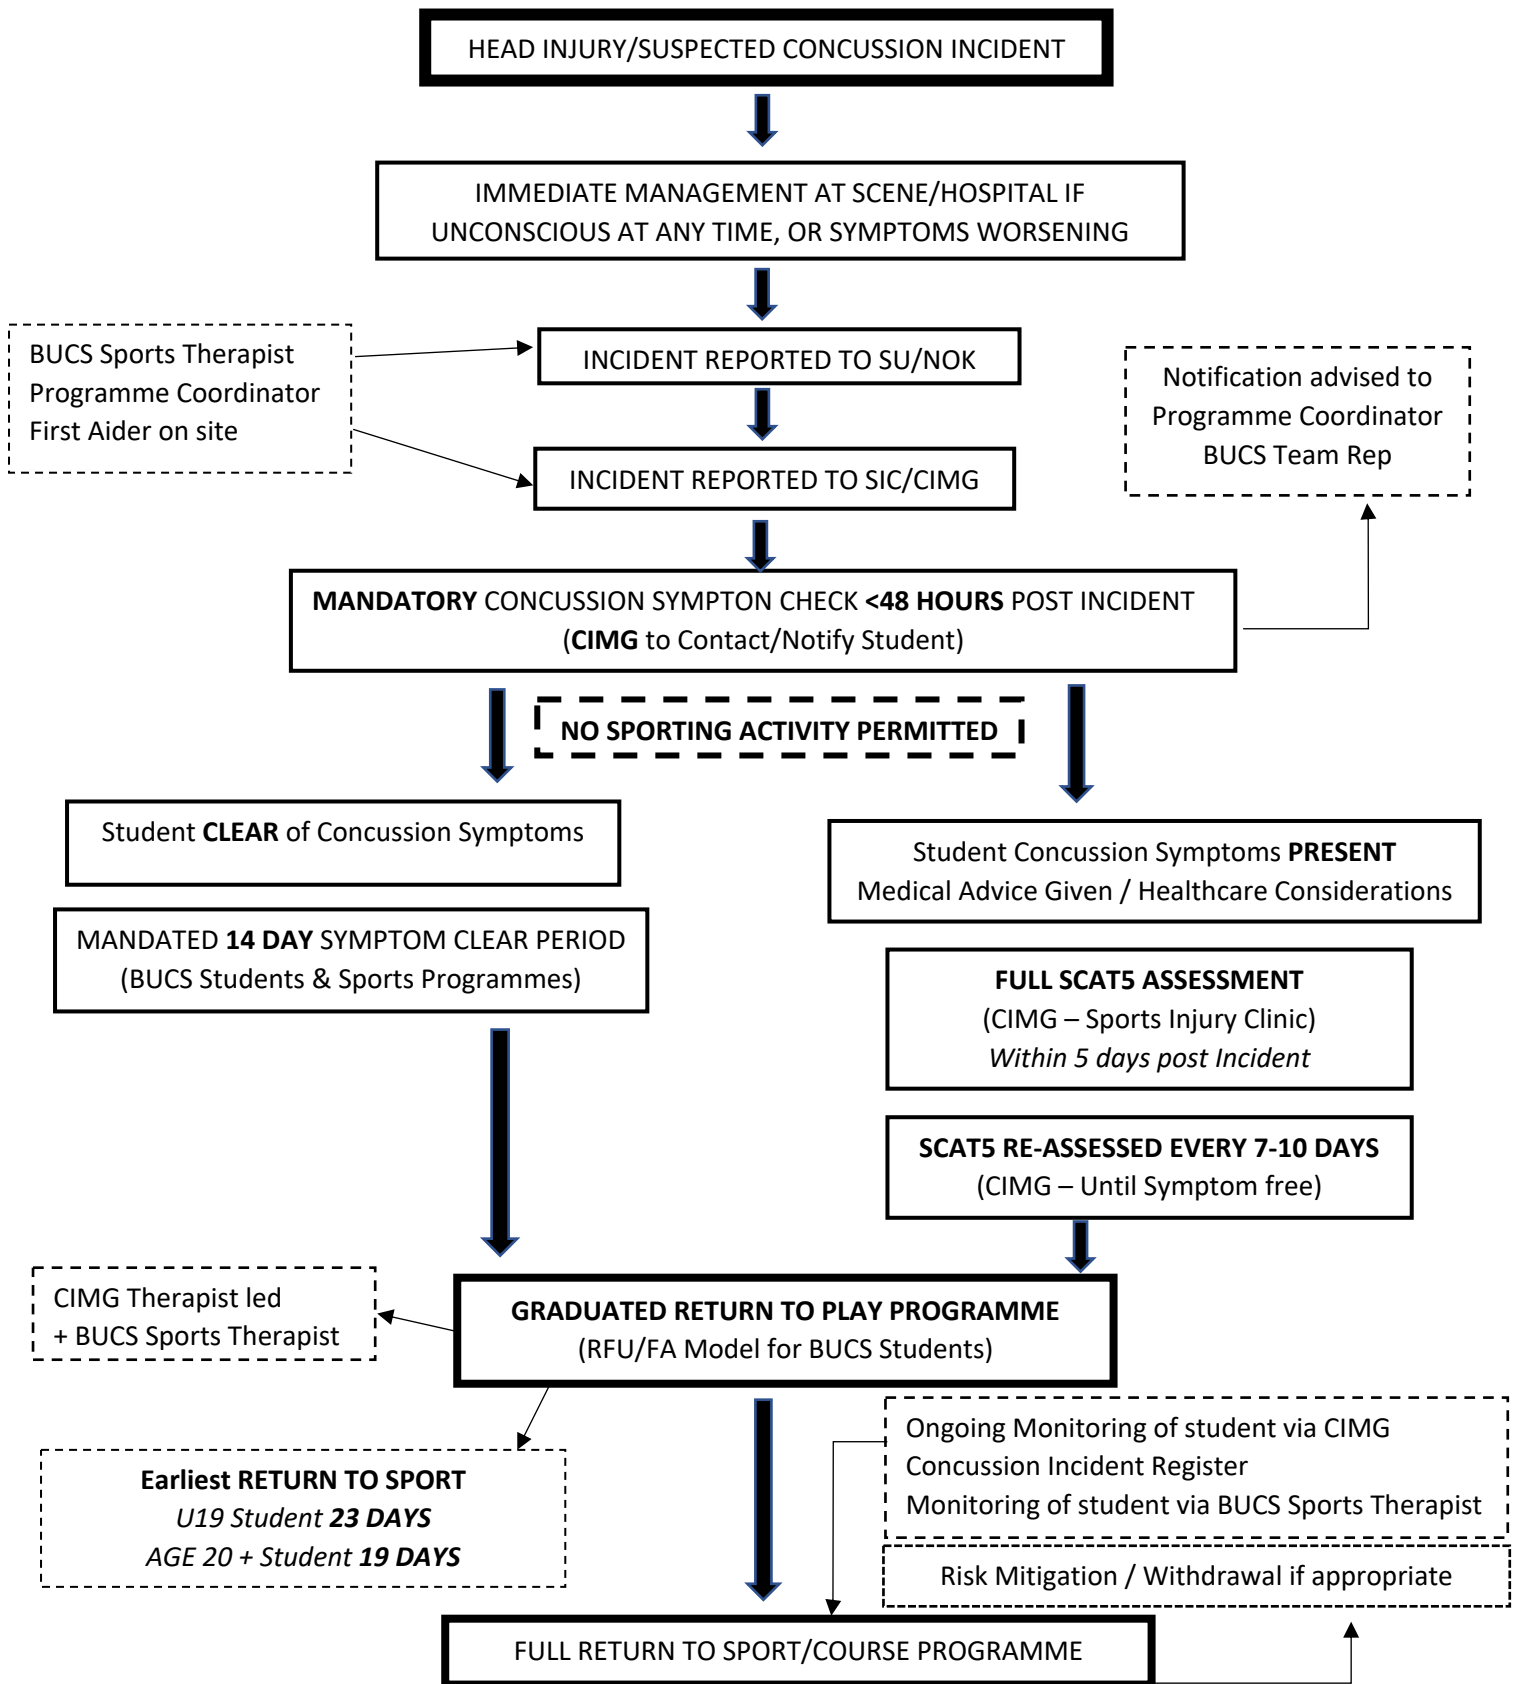 HEAD INJURY/SUSPECTED CONCUSSION INCIDENT
IMMEDIATE MANAGEMENT AT SCENE/HOSPITAL IF
UNCONSCIOUS AT ANY TIME, OR SYMPTOMS WORSENING
BUCS Sports Therapist
Programme Coordinator
First Aider on site
INCIDENT REPORTED TO SU/NOK
INCIDENT REPORTED TO SIC/CIMG
Notification advised to
Programme Coordinator
BUCS Team Rep
MANDATORY CONCUSSION SYMPTON CHECK <48 HOURS POST INCIDENT
(CIMG to Contact/Notify Student)
NO SPORTING ACTIVITY PERMITTED
Student CLEAR of Concussion Symptoms
MANDATED 14 DAY SYMPTOM CLEAR PERIOD
(BUCS Students & Sports Programmes)
Student Concussion Symptoms PRESENT
Medical Advice Given / Healthcare Considerations
FULL SCAT5 ASSESSMENT
(CIMG – Sports Injury Clinic)
Within 5 days post Incident
SCAT5 RE-ASSESSED EVERY 7-10 DAYS
(CIMG – Until Symptom free)
CIMG Therapist led
+ BUCS Sports Therapist
GRADUATED RETURN TO PLAY PROGRAMME
(RFU/FA Model for BUCS Students)
Earliest RETURN TO SPORT
U19 Student 23 DAYS
AGE 20 + Student 19 DAYS
Ongoing Monitoring of student via CIMG
Concussion Incident Register
Monitoring of student via BUCS Sports Therapist
Risk Mitigation / Withdrawal if appropriate
FULL RETURN TO SPORT/COURSE PROGRAMME